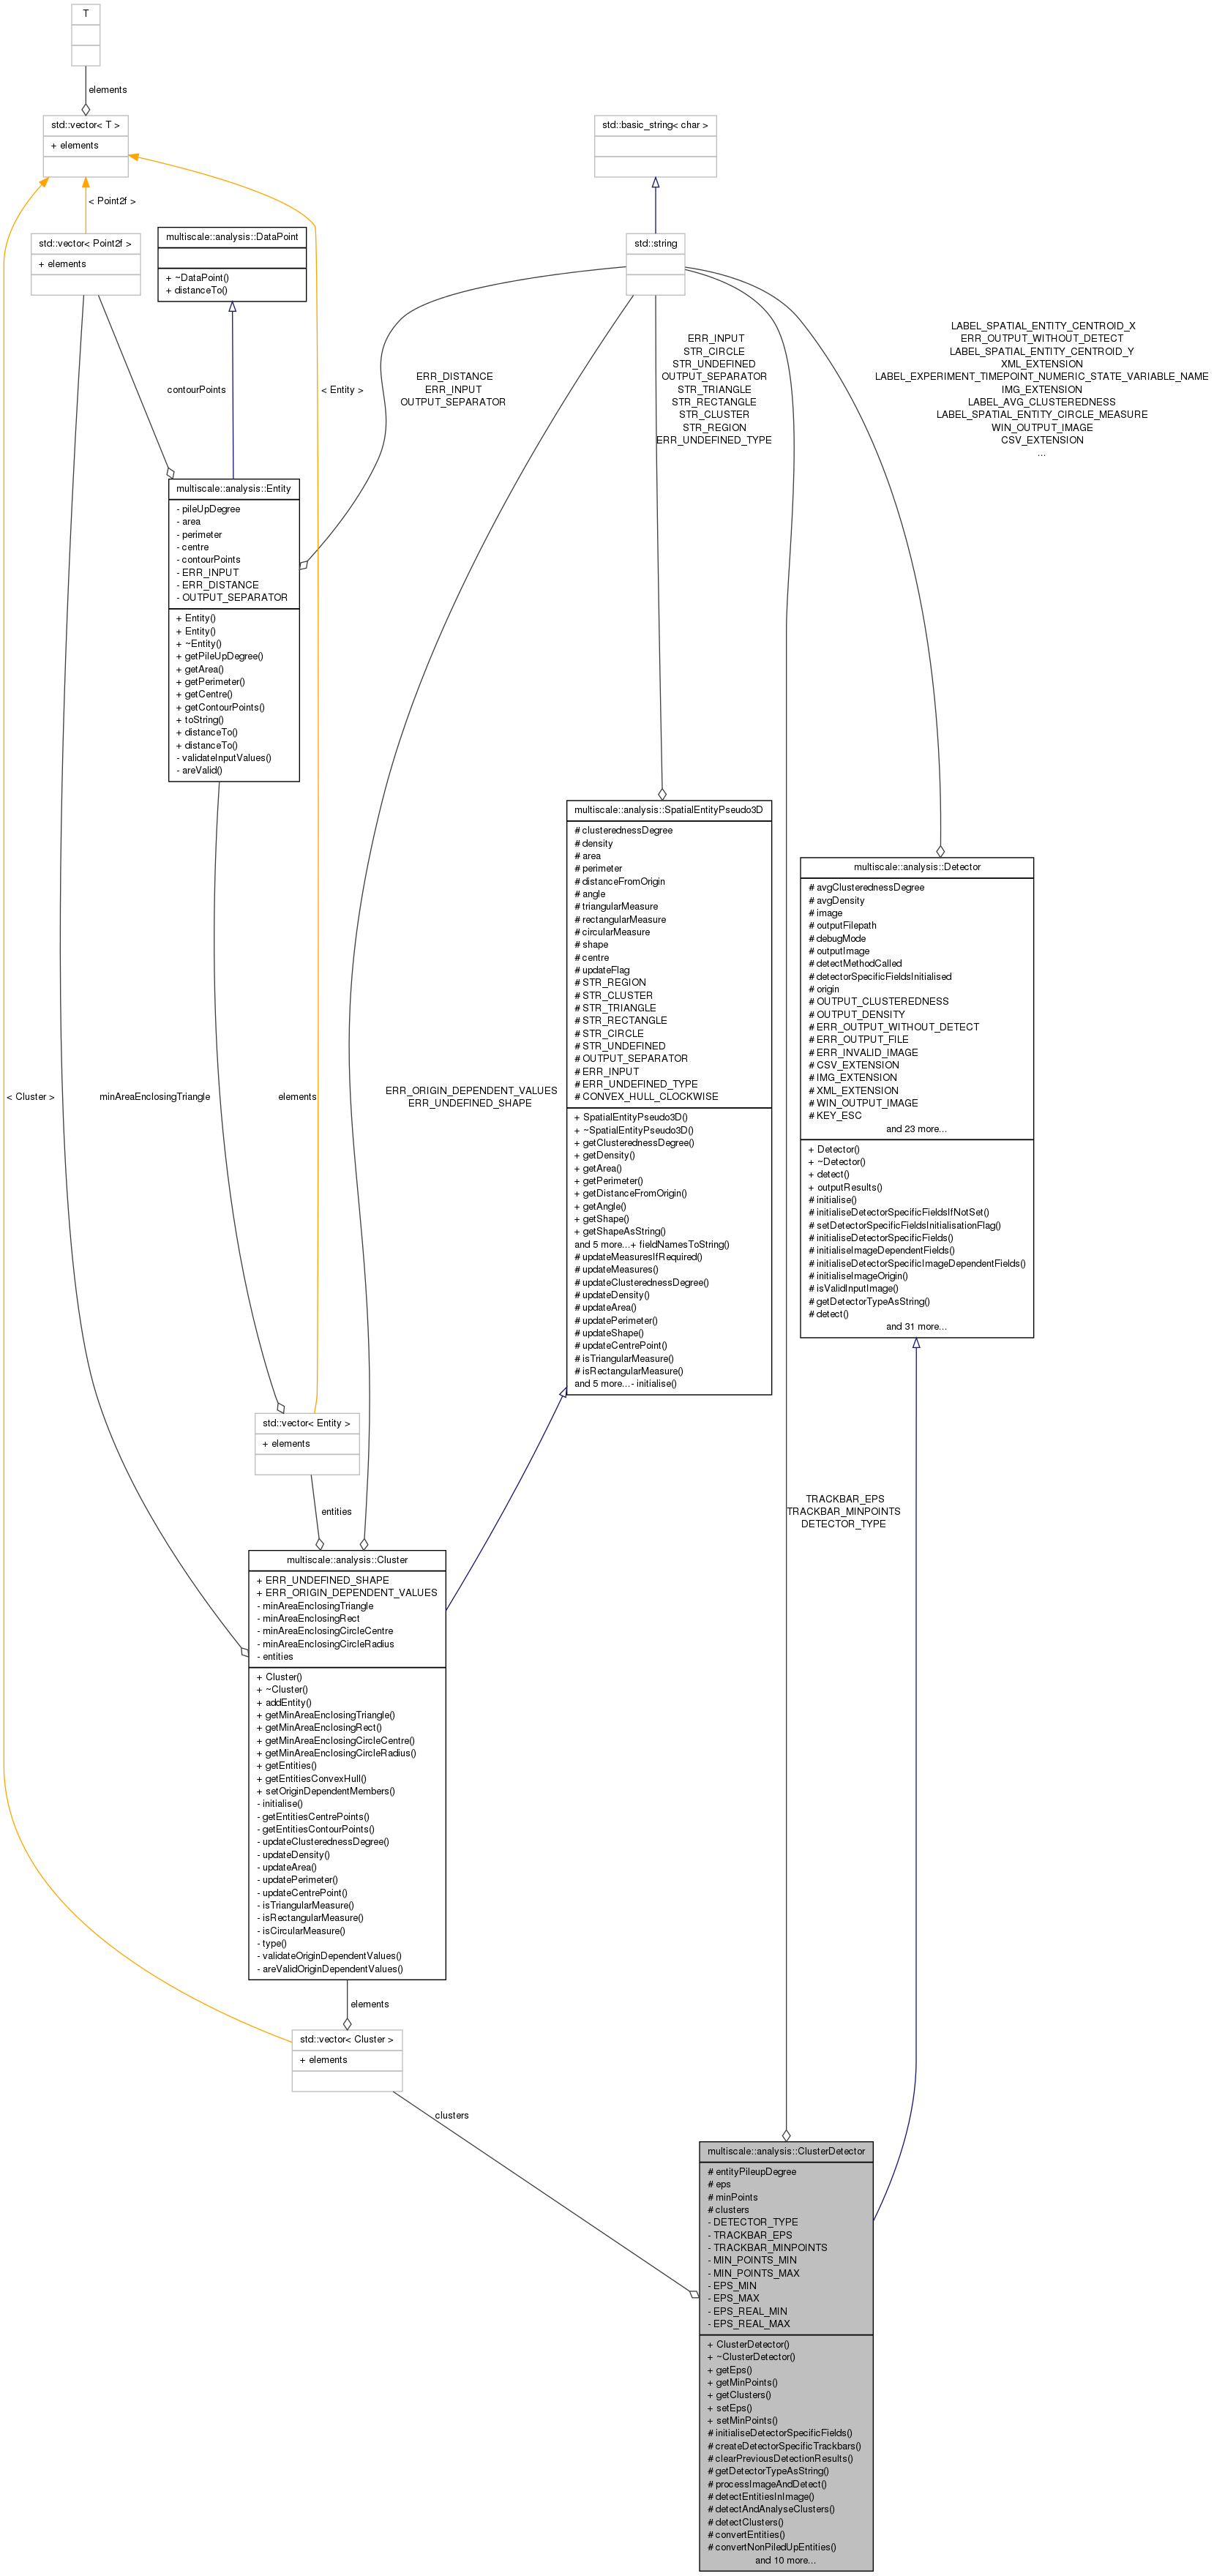 T
elements
std::vector< T >
+ elements
std::basic_string< char >
< Point2f >
std::vector< Point2f >
+ elements
multiscale::analysis::DataPoint
+ ~DataPoint()
+ distanceTo()
std::string
contourPoints
< Entity >
ERR_DISTANCE
ERR_INPUT
OUTPUT_SEPARATOR
ERR_INPUT
STR_CIRCLE
STR_UNDEFINED
OUTPUT_SEPARATOR
STR_TRIANGLE
STR_RECTANGLE
STR_CLUSTER
STR_REGION
ERR_UNDEFINED_TYPE
LABEL_SPATIAL_ENTITY_CENTROID_X
ERR_OUTPUT_WITHOUT_DETECT
LABEL_SPATIAL_ENTITY_CENTROID_Y
XML_EXTENSION
LABEL_EXPERIMENT_TIMEPOINT_NUMERIC_STATE_VARIABLE_NAME
IMG_EXTENSION
LABEL_AVG_CLUSTEREDNESS
LABEL_SPATIAL_ENTITY_CIRCLE_MEASURE
WIN_OUTPUT_IMAGE
CSV_EXTENSION
...
multiscale::analysis::Entity
- pileUpDegree
- area
- perimeter
- centre
- contourPoints
- ERR_INPUT
- ERR_DISTANCE
- OUTPUT_SEPARATOR
+ Entity()
+ Entity()
+ ~Entity()
+ getPileUpDegree()
+ getArea()
+ getPerimeter()
+ getCentre()
+ getContourPoints()
+ toString()
+ distanceTo()
+ distanceTo()
- validateInputValues()
- areValid()
multiscale::analysis::SpatialEntityPseudo3D
# clusterednessDegree
# density
# area
# perimeter
# distanceFromOrigin
# angle
# triangularMeasure
# rectangularMeasure
# circularMeasure
# shape
# centre
# updateFlag
# STR_REGION
# STR_CLUSTER
# STR_TRIANGLE
# STR_RECTANGLE
# STR_CIRCLE
# STR_UNDEFINED
# OUTPUT_SEPARATOR
# ERR_INPUT
# ERR_UNDEFINED_TYPE
# CONVEX_HULL_CLOCKWISE
+ SpatialEntityPseudo3D()
+ ~SpatialEntityPseudo3D()
+ getClusterednessDegree()
+ getDensity()
+ getArea()
+ getPerimeter()
+ getDistanceFromOrigin()
+ getAngle()
+ getShape()
+ getShapeAsString()
and 5 more...+ fieldNamesToString()
# updateMeasuresIfRequired()
# updateMeasures()
# updateClusterednessDegree()
# updateDensity()
# updateArea()
# updatePerimeter()
# updateShape()
# updateCentrePoint()
# isTriangularMeasure()
# isRectangularMeasure()
and 5 more...- initialise()
multiscale::analysis::Detector
# avgClusterednessDegree
# avgDensity
# image
# outputFilepath
# debugMode
# outputImage
# detectMethodCalled
# detectorSpecificFieldsInitialised
# origin
# OUTPUT_CLUSTEREDNESS
# OUTPUT_DENSITY
# ERR_OUTPUT_WITHOUT_DETECT
# ERR_OUTPUT_FILE
# ERR_INVALID_IMAGE
# CSV_EXTENSION
# IMG_EXTENSION
# XML_EXTENSION
# WIN_OUTPUT_IMAGE
# KEY_ESC
and 23 more...
+ Detector()
+ ~Detector()
+ detect()
+ outputResults()
# initialise()
# initialiseDetectorSpecificFieldsIfNotSet()
# setDetectorSpecificFieldsInitialisationFlag()
# initialiseDetectorSpecificFields()
# initialiseImageDependentFields()
# initialiseDetectorSpecificImageDependentFields()
# initialiseImageOrigin()
# isValidInputImage()
# getDetectorTypeAsString()
# detect()
and 31 more...
< Cluster >
minAreaEnclosingTriangle
elements
ERR_ORIGIN_DEPENDENT_VALUES
ERR_UNDEFINED_SHAPE
std::vector< Entity >
+ elements
entities
TRACKBAR_EPS
TRACKBAR_MINPOINTS
DETECTOR_TYPE
multiscale::analysis::Cluster
+ ERR_UNDEFINED_SHAPE
+ ERR_ORIGIN_DEPENDENT_VALUES
- minAreaEnclosingTriangle
- minAreaEnclosingRect
- minAreaEnclosingCircleCentre
- minAreaEnclosingCircleRadius
- entities
+ Cluster()
+ ~Cluster()
+ addEntity()
+ getMinAreaEnclosingTriangle()
+ getMinAreaEnclosingRect()
+ getMinAreaEnclosingCircleCentre()
+ getMinAreaEnclosingCircleRadius()
+ getEntities()
+ getEntitiesConvexHull()
+ setOriginDependentMembers()
- initialise()
- getEntitiesCentrePoints()
- getEntitiesContourPoints()
- updateClusterednessDegree()
- updateDensity()
- updateArea()
- updatePerimeter()
- updateCentrePoint()
- isTriangularMeasure()
- isRectangularMeasure()
- isCircularMeasure()
- type()
- validateOriginDependentValues()
- areValidOriginDependentValues()
elements
std::vector< Cluster >
+ elements
clusters
multiscale::analysis::ClusterDetector
# entityPileupDegree
# eps
# minPoints
# clusters
- DETECTOR_TYPE
- TRACKBAR_EPS
- TRACKBAR_MINPOINTS
- MIN_POINTS_MIN
- MIN_POINTS_MAX
- EPS_MIN
- EPS_MAX
- EPS_REAL_MIN
- EPS_REAL_MAX
+ ClusterDetector()
+ ~ClusterDetector()
+ getEps()
+ getMinPoints()
+ getClusters()
+ setEps()
+ setMinPoints()
# initialiseDetectorSpecificFields()
# createDetectorSpecificTrackbars()
# clearPreviousDetectionResults()
# getDetectorTypeAsString()
# processImageAndDetect()
# detectEntitiesInImage()
# detectAndAnalyseClusters()
# detectClusters()
# convertEntities()
# convertNonPiledUpEntities()
and 10 more...